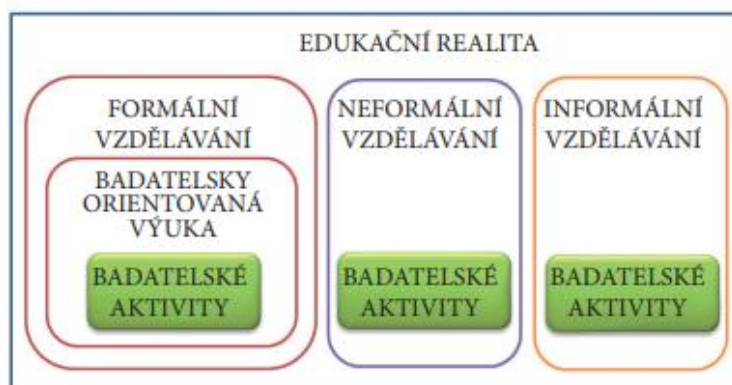 EDUKAČNÍ REALITA
FORMÁLNÍ
VZDĚLÁVÁNÍ
BADATELSKY
ORIENTOVANÁ
VÝUKA
BADATELSKÉ
AKTIVITY
NEFORMÁLNÍ
VZDĚLÁVÁNÍ
BADATELSKÉ
AKTIVITY
INFORMÁLNÍ
VZDĚLÁVÁNÍ
BADATELSKÉ
AKTIVITY